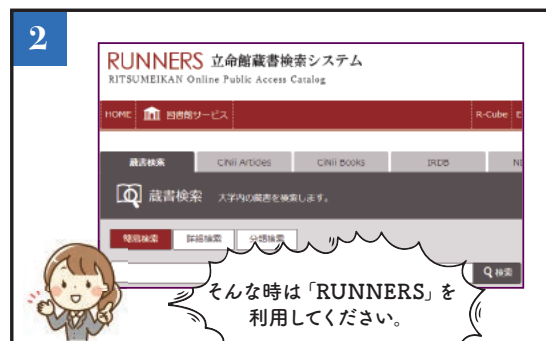 2
RUNNERS 立命館蔵書検索システム
RITSUMEIKAN Online Public Access Catalog
HOME 図書館サービス R-Cube
蔵書検索 CiNii Articles CiNii Books IRDB
蔵書検索 大学内の蔵書を検索します。
簡易検索 詳細検索 分類検索
検索
そんな時は「RUNNERS」を
利用してください。